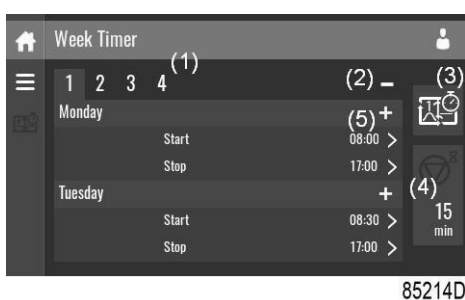 Week Timer
1 2 3 4 (1) (2) (3)
Monday (5) +
Start 08:00 >
Stop 17:00 >
Tuesday + (4)
Start 08:30 >
15
min
Stop 17:00 >
85214D